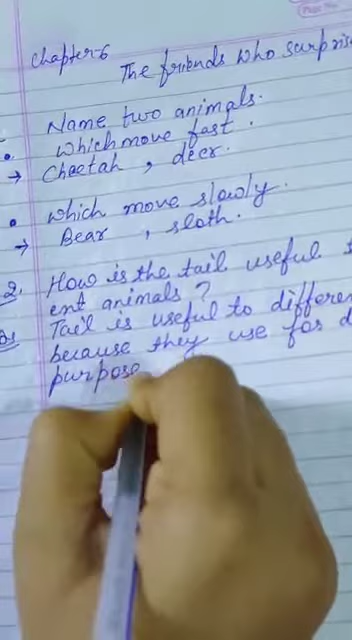 Chapter-6
The friends who surpris
Name two animals.
• which move fast.
→ Cheetah, deer.
• which move slowly.
→ Bear, sloth.
2. How is the tail useful
ent animals?
Tail is useful to differen
because they use for d
purpose